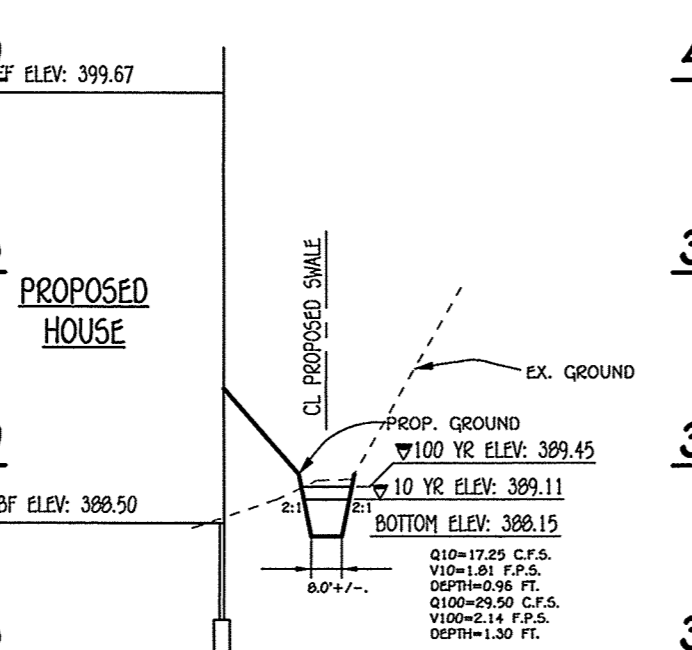 ELEV: 399.67
PROPOSED
HOUSE
CL PROPOSED SWALE
EX. GROUND
PROP. GROUND
100 YR ELEV: 389.45
10 YR ELEV: 389.11
ELEV: 388.50
2:1
2:1
BOTTOM ELEV: 388.15
8.0'+/-.
Q10=17.25 C.F.S.
V10=1.81 F.P.S.
DEPTH=0.96 FT.
Q100=29.50 C.F.S.
V100=2.14 F.P.S.
DEPTH=1.30 FT.